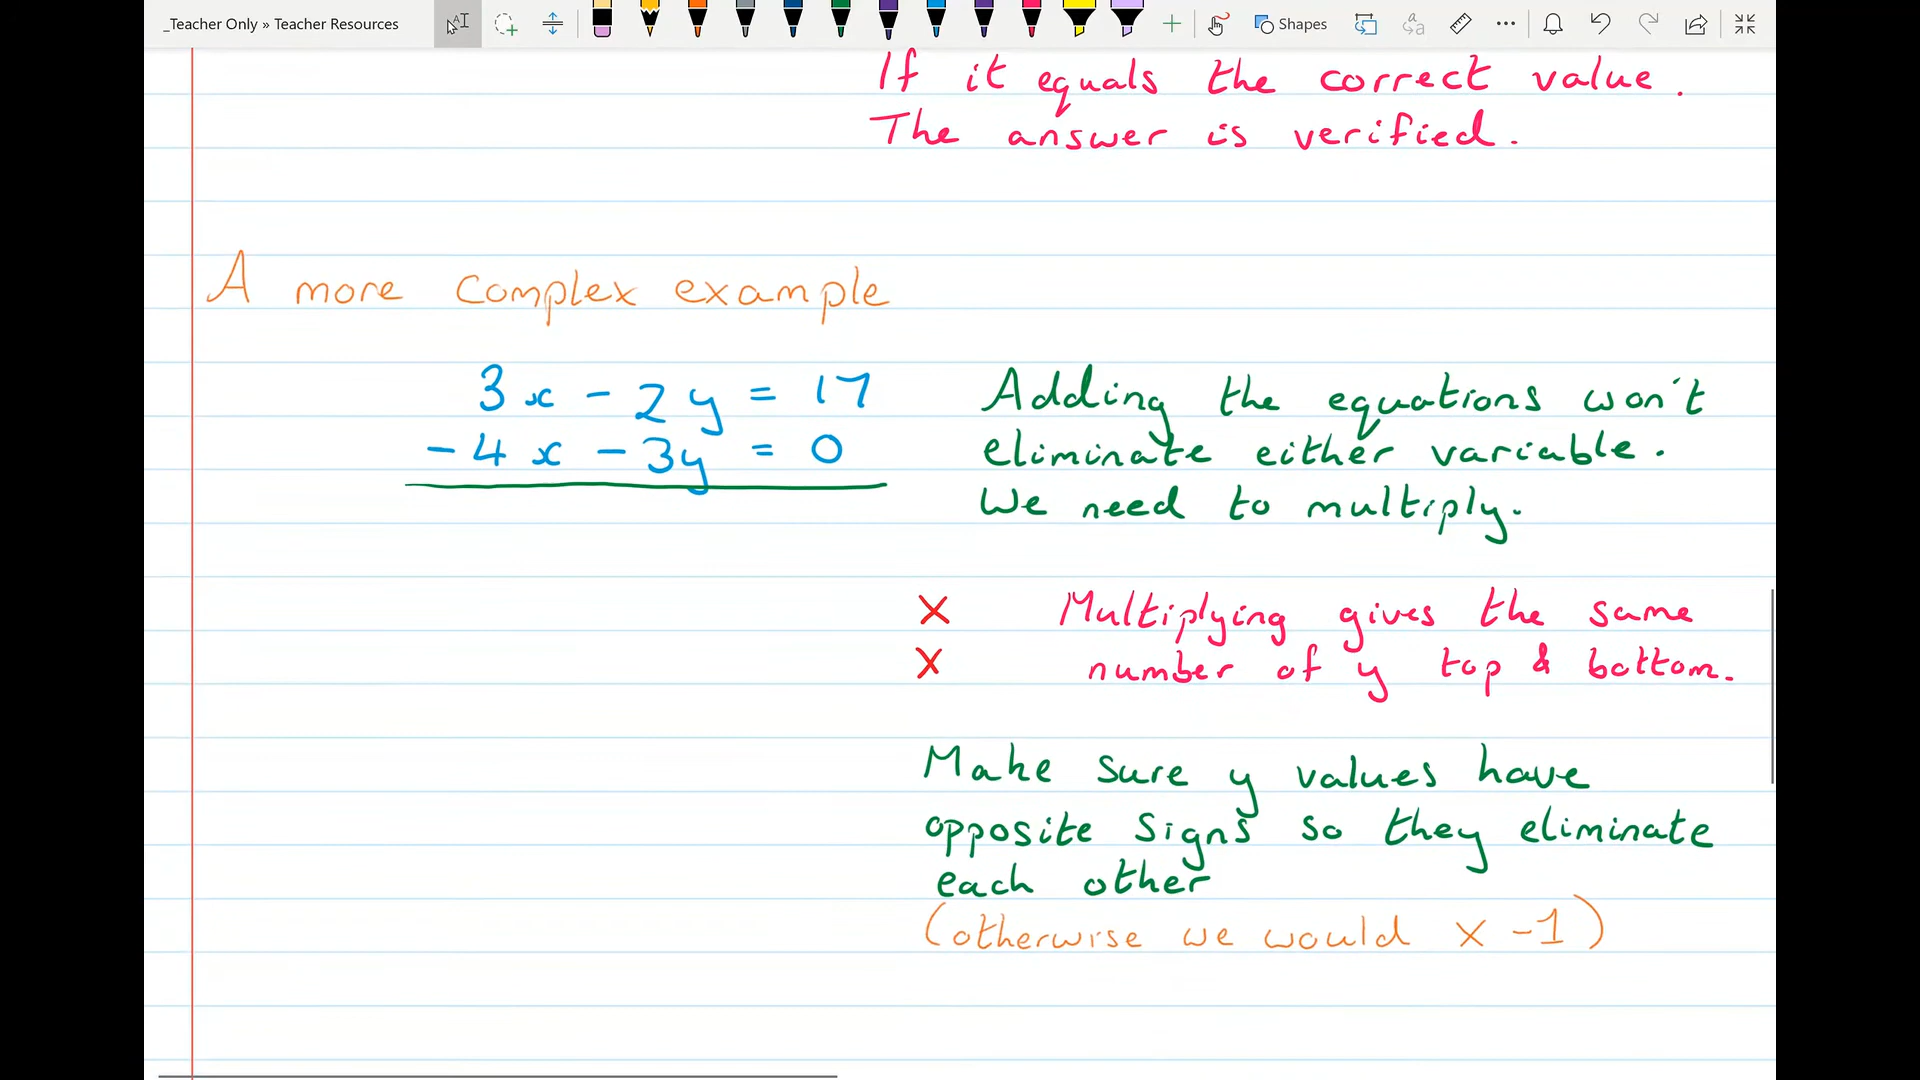 _Teacher Only » Teacher Resources
Shapes
If it equals the correct value.
The answer is verified.
A more complex example
3x - 2y = 17
-4x - 3y = 0
Adding the equations won't
eliminate either variable.
We need to multiply.
X Multiplying gives the same
X number of y top & bottom.
Make sure y values have
opposite signs so they eliminate
each other
(otherwise we would x -1)